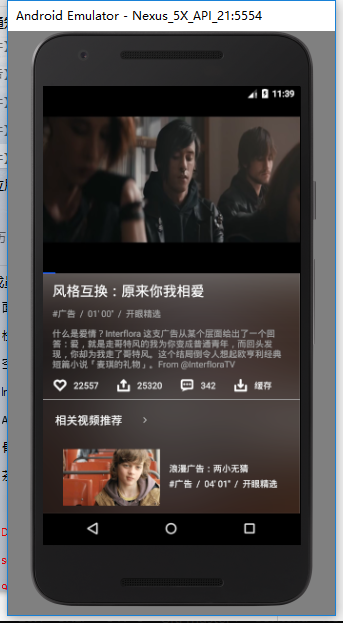 Android Emulator - Nexus_5X_API_21:5554
11:39
风格互换：原来你我相爱
#广告 / 01' 00" / 开眼精选
什么是爱情？Interflora 这支广告从某个层面给出了一个回
答：爱，就是走哥特风的我为你变成普通青年，而回头发
现，你却为我走了哥特风。这个结局倒令人想起欧亨利经典
短篇小说「麦琪的礼物」。From @InterfloraTV
22557 25320 342 缓存
相关视频推荐 >
浪漫广告：两小无猜
#广告 / 04' 01" / 开眼精选